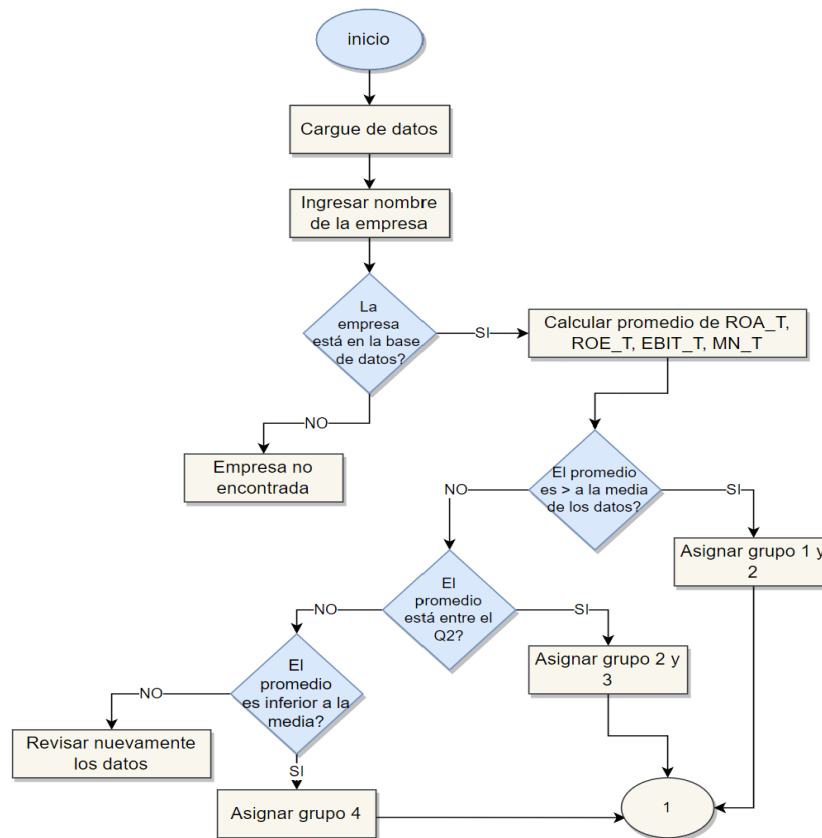 inicio
Cargue de datos
Ingresar nombre
de la empresa
La
empresa
está en la base
de datos?
SI
Calcular promedio de ROA_T,
ROE_T, EBIT_T, MN_T
NO
Empresa no
encontrada
El promedio
es > a la media
de los datos?
NO
SI
Asignar grupo 1 y
2
El
promedio
está entre el
Q2?
NO
SI
Asignar grupo 2 y
3
El
promedio
es inferior a la
media?
NO
Revisar nuevamente
los datos
SI
Asignar grupo 4
1